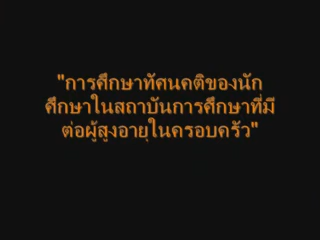 "การศึกษาทัศนคติของนัก
ศึกษาในสถาบันการศึกษาที่มี
ต่อผู้สูงอายุในครอบครัว"